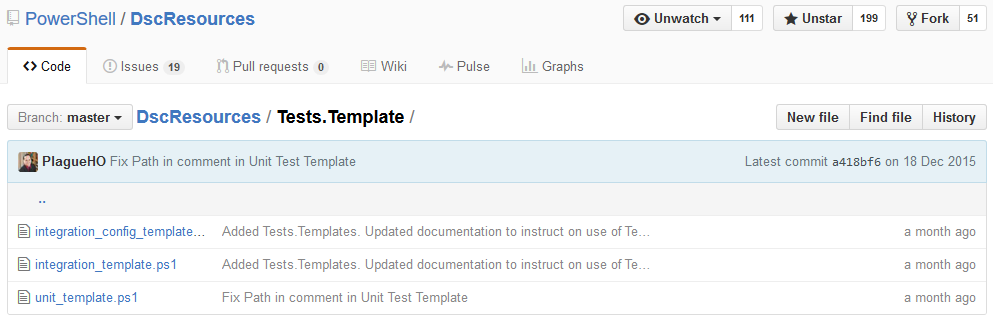 PowerShell / DscResources Unwatch 111 Unstar 199 Fork 51
Code Issues 19 Pull requests 0 Wiki Pulse Graphs
Branch: master DscResources / Tests.Template / New file Find file History
PlagueHO Fix Path in comment in Unit Test Template Latest commit a418bf6 on 18 Dec 2015
..
integration_config_template… Added Tests.Templates. Updated documentation to instruct on use of Te… a month ago
integration_template.ps1 Added Tests.Templates. Updated documentation to instruct on use of Te… a month ago
unit_template.ps1 Fix Path in comment in Unit Test Template a month ago